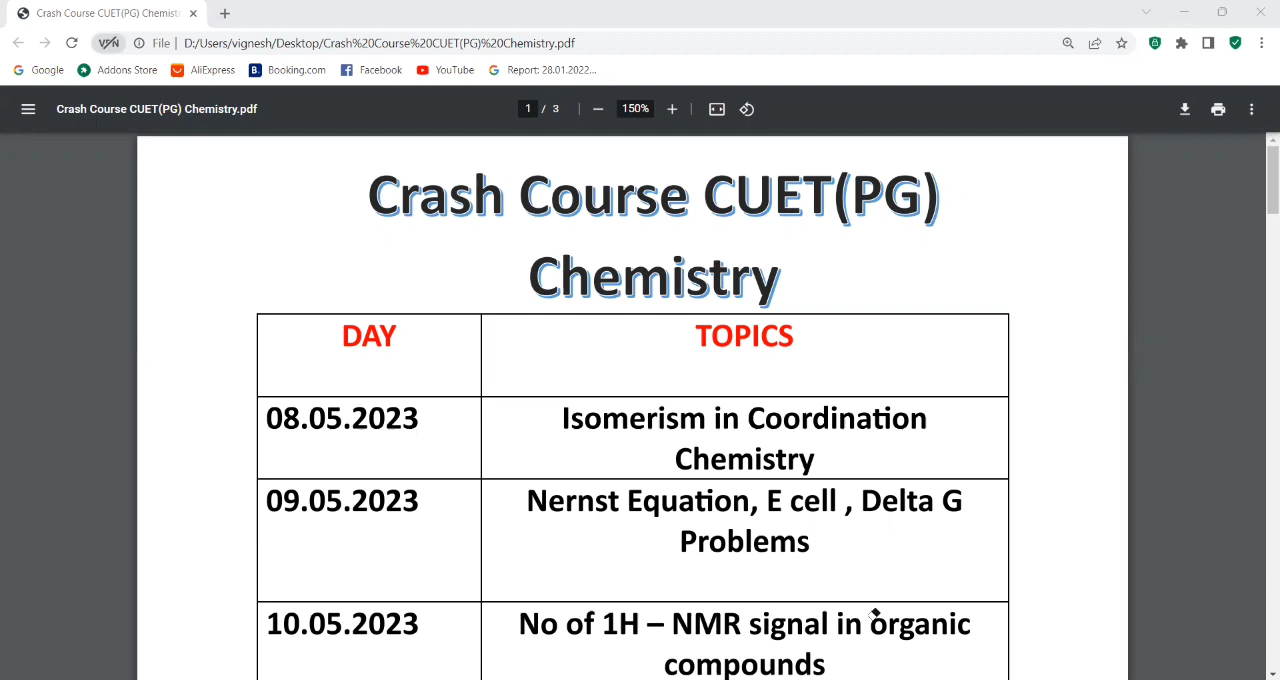 Crash Course CUET(PG) Chemistr
VPN File | D:/Users/vignesh/Desktop/Crash%20Course%20CUET(PG)%20Chemistry.pdf
Google Addons Store AliExpress B. Booking.com Facebook YouTube Report: 28.01.2022...
Crash Course CUET(PG) Chemistry.pdf 1 / 3 | — 150% + |
Crash Course CUET(PG)
Chemistry
DAY TOPICS
08.05.2023 Isomerism in Coordination
Chemistry
09.05.2023 Nernst Equation, E cell , Delta G
Problems
10.05.2023 No of 1H – NMR signal in organic
compounds